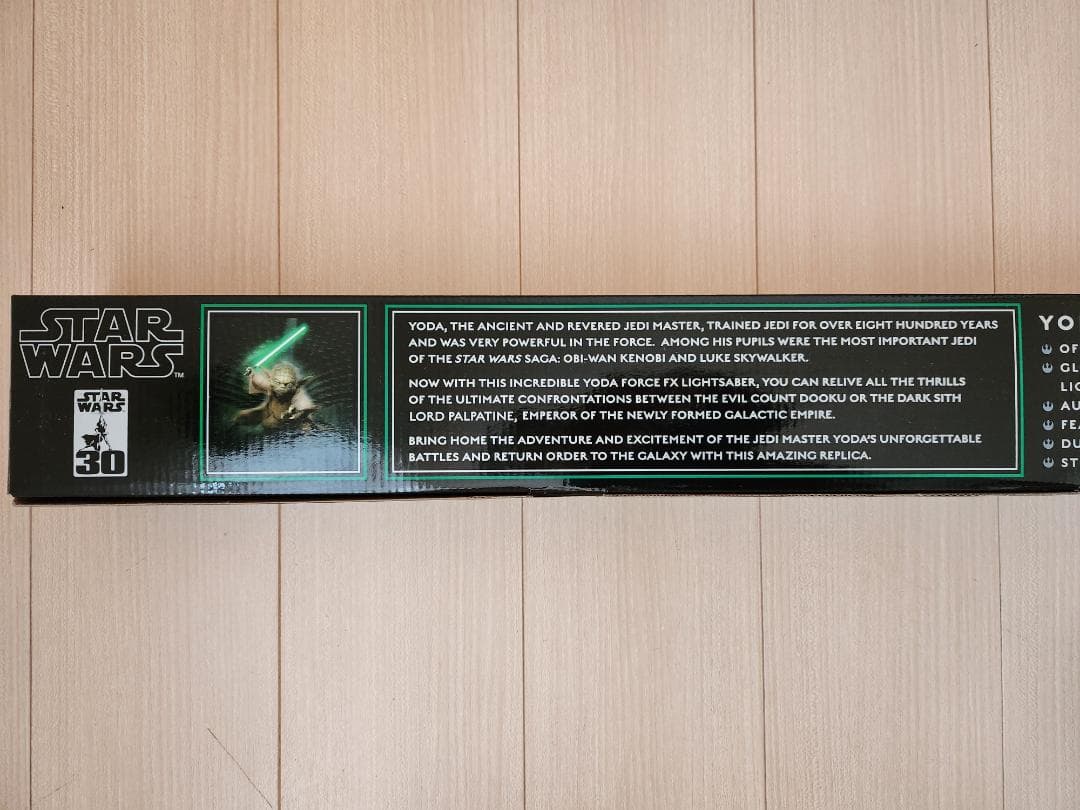 STAR
WARS™
STAR
WARS
30
YODA, THE ANCIENT AND REVERED JEDI MASTER, TRAINED JEDI FOR OVER EIGHT HUNDRED YEARS
AND WAS VERY POWERFUL IN THE FORCE. AMONG HIS PUPILS WERE THE MOST IMPORTANT JEDI
OF THE STAR WARS SAGA: OBI-WAN KENOBI AND LUKE SKYWALKER.
NOW WITH THIS INCREDIBLE YODA FORCE FX LIGHTSABER, YOU CAN RELIVE ALL THE THRILLS
OF THE ULTIMATE CONFRONTATIONS BETWEEN THE EVIL COUNT DOOKU OR THE DARK SITH
LORD PALPATINE, EMPEROR OF THE NEWLY FORMED GALACTIC EMPIRE.
BRING HOME THE ADVENTURE AND EXCITEMENT OF THE JEDI MASTER YODA'S UNFORGETTABLE
BATTLES AND RETURN ORDER TO THE GALAXY WITH THIS AMAZING REPLICA.
YO
OF
GL
LIG
AU
FEA
DU
ST